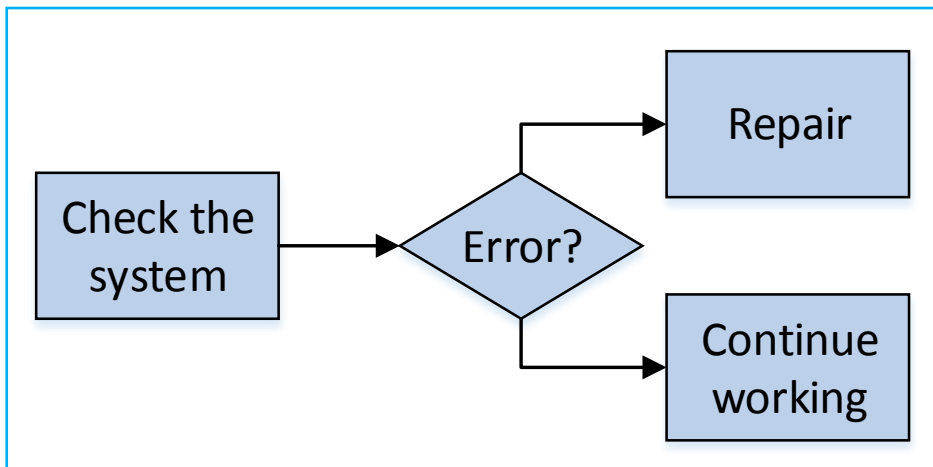 Check the
system
Error?
Repair
Continue
working